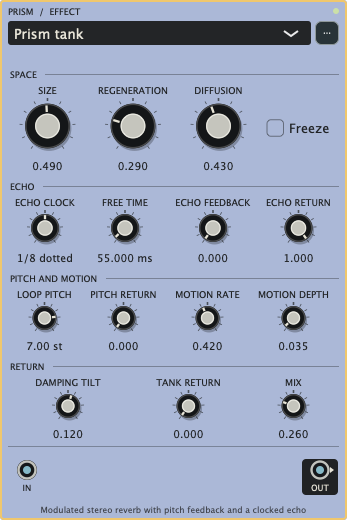 PRISM / EFFECT
Prism tank
...
SPACE
SIZE REGENERATION DIFFUSION
Freeze
0.490 0.290 0.430
ECHO
ECHO CLOCK FREE TIME ECHO FEEDBACK ECHO RETURN
1/8 dotted 55.000 ms 0.000 1.000
PITCH AND MOTION
LOOP PITCH PITCH RETURN MOTION RATE MOTION DEPTH
7.00 st 0.000 0.420 0.035
RETURN
DAMPING TILT TANK RETURN MIX
0.120 0.000 0.260
IN OUT
Modulated stereo reverb with pitch feedback and a clocked echo